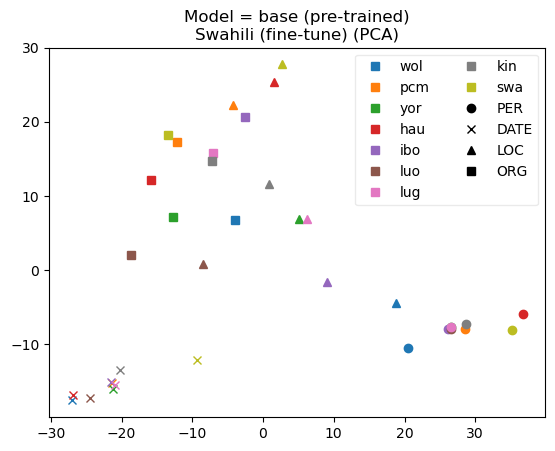 Model = base (pre-trained)
Swahili (fine-tune) (PCA)
30
20
10
0
−10
−30
−20
−10
0
10
20
30
wol
pcm
yor
hau
ibo
luo
lug
kin
swa
PER
DATE
LOC
ORG